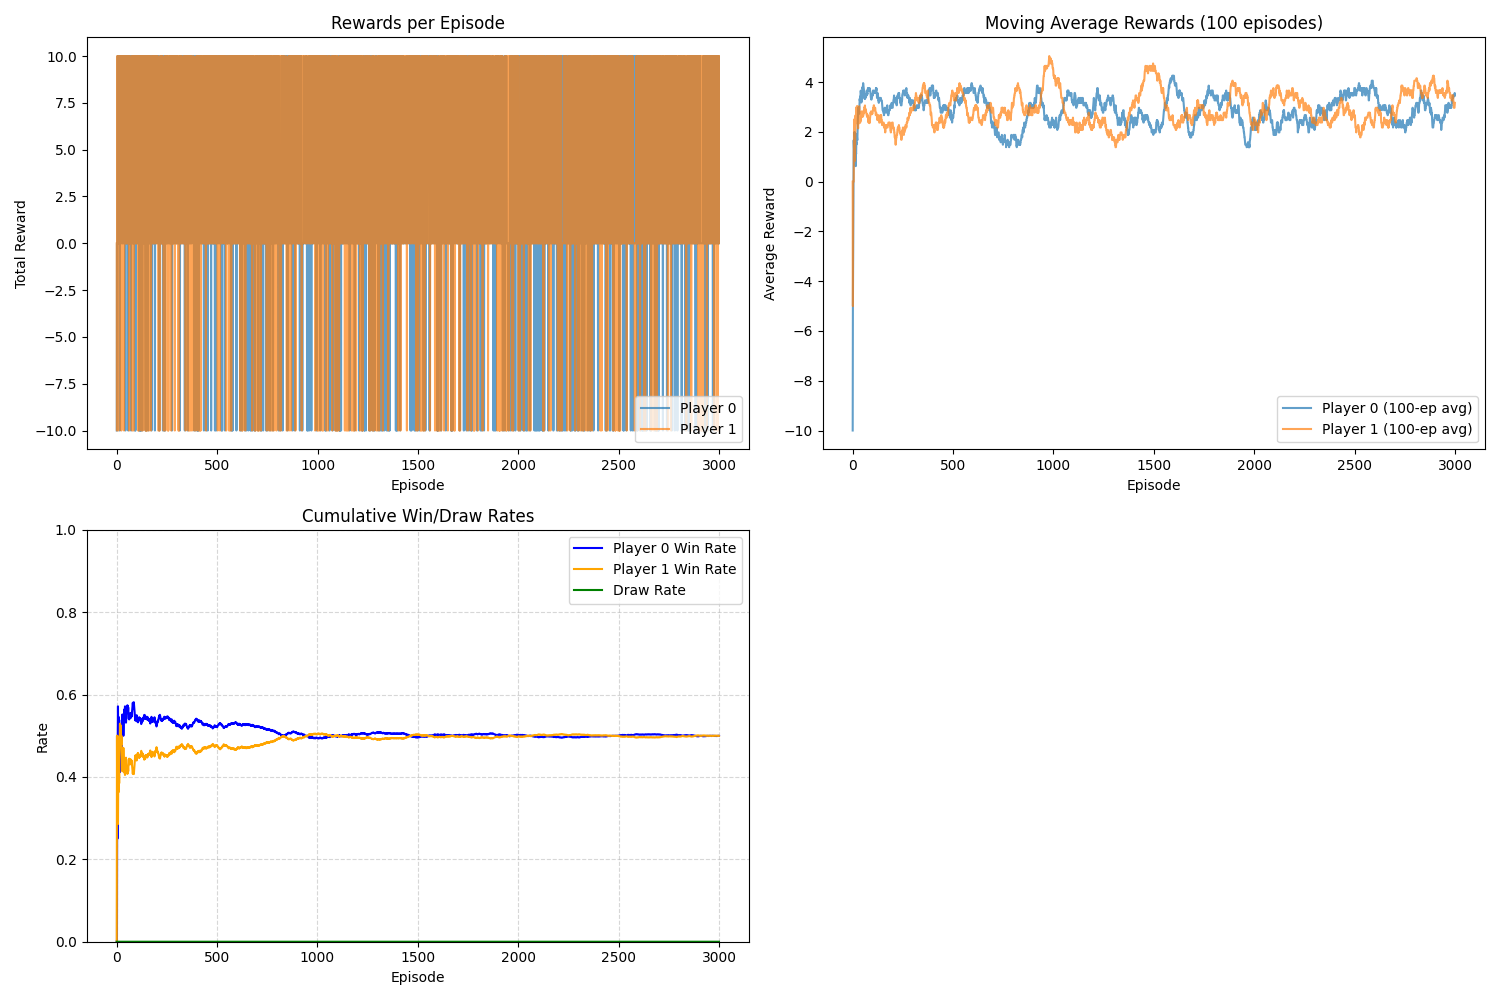 Rewards per Episode
10.0
7.5
5.0
2.5
0.0
−2.5
−5.0
−7.5
−10.0
Total Reward
0 500 1000 1500 2000 2500 3000
Episode
Player 0
Player 1
Moving Average Rewards (100 episodes)
4
2
0
−2
−4
−6
−8
−10
Average Reward
0 500 1000 1500 2000 2500 3000
Episode
Player 0 (100-ep avg)
Player 1 (100-ep avg)
Cumulative Win/Draw Rates
1.0
0.8
0.6
0.4
0.2
0.0
Rate
0 500 1000 1500 2000 2500 3000
Episode
Player 0 Win Rate
Player 1 Win Rate
Draw Rate